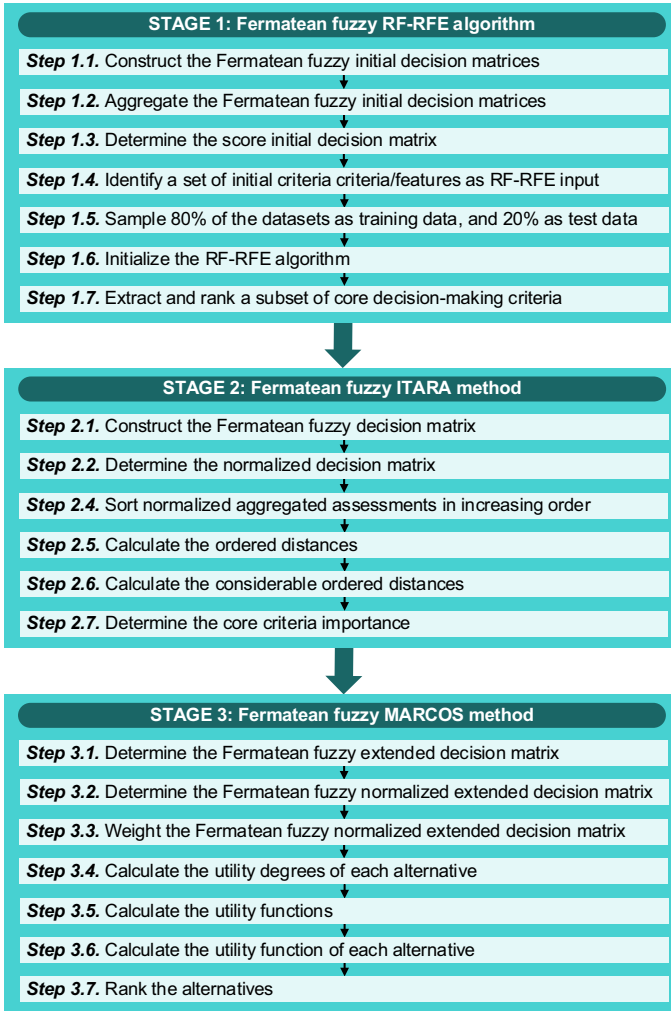 STAGE 1: Fermatean fuzzy RF-RFE algorithm
Step 1.1. Construct the Fermatean fuzzy initial decision matrices
Step 1.2. Aggregate the Fermatean fuzzy initial decision matrices
Step 1.3. Determine the score initial decision matrix
Step 1.4. Identify a set of initial criteria criteria/features as RF-RFE input
Step 1.5. Sample 80% of the datasets as training data, and 20% as test data
Step 1.6. Initialize the RF-RFE algorithm
Step 1.7. Extract and rank a subset of core decision-making criteria
STAGE 2: Fermatean fuzzy ITARA method
Step 2.1. Construct the Fermatean fuzzy decision matrix
Step 2.2. Determine the normalized decision matrix
Step 2.4. Sort normalized aggregated assessments in increasing order
Step 2.5. Calculate the ordered distances
Step 2.6. Calculate the considerable ordered distances
Step 2.7. Determine the core criteria importance
STAGE 3: Fermatean fuzzy MARCOS method
Step 3.1. Determine the Fermatean fuzzy extended decision matrix
Step 3.2. Determine the Fermatean fuzzy normalized extended decision matrix
Step 3.3. Weight the Fermatean fuzzy normalized extended decision matrix
Step 3.4. Calculate the utility degrees of each alternative
Step 3.5. Calculate the utility functions
Step 3.6. Calculate the utility function of each alternative
Step 3.7. Rank the alternatives